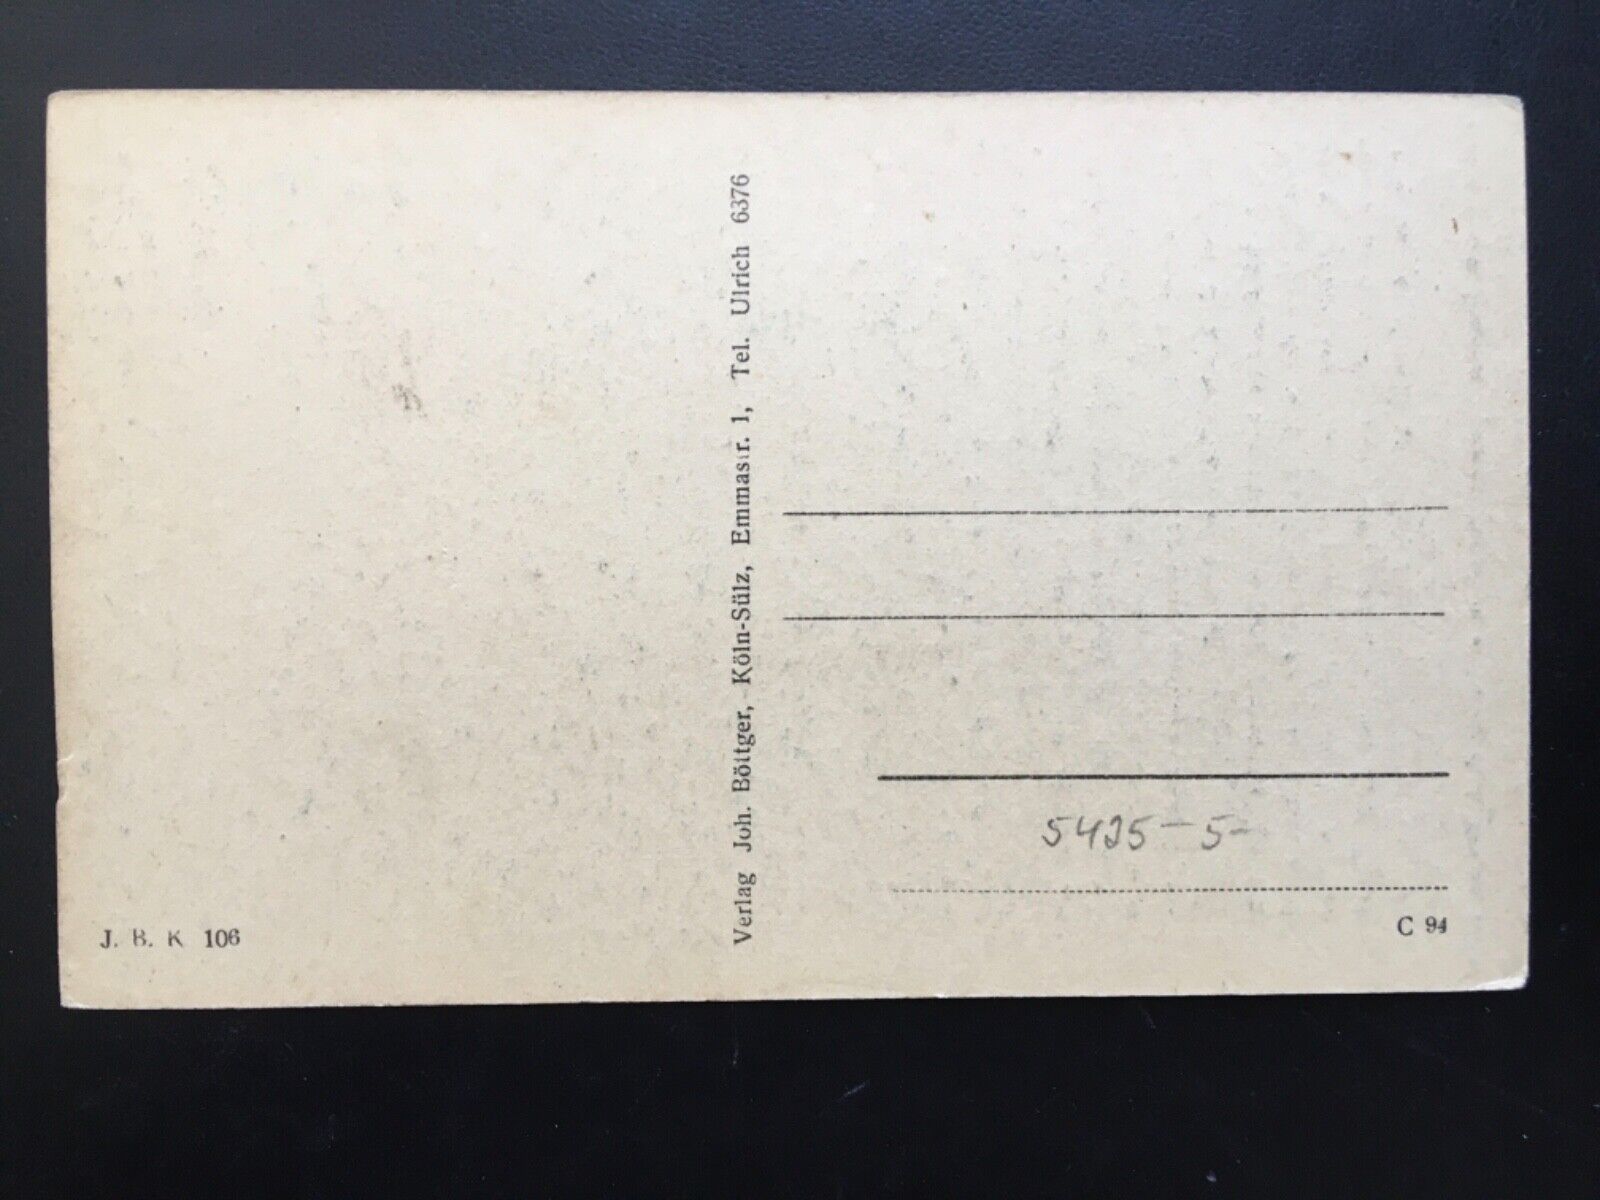 Verlag Joh. Böttger, Köln-Sülz, Emmastr. 1, Tel. Ulrich 6376
5425-5-
J. B. K 106
C 94